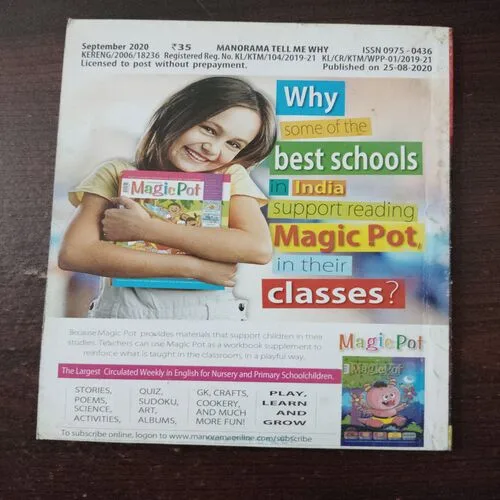 September 2020 ₹35 MANORAMA TELL ME WHY ISSN 0975 - 0436
KERENG/2006/18236 Registered Reg. No. KL/KTM/104/2019-21 KL/CR/KTM/WPP-01/2019-21
Licensed to post without prepayment. Published on 25-08-2020
Why
some of the
best schools
in India
support reading
Magic Pot,
in their
classes?
MagicPot
Because Magic Pot provides materials that support children in their
studies. Teachers can use Magic Pot as a workbook supplement to
reinforce what is taught in the classroom, in a playful way.
MagicPot
The Largest Circulated Weekly in English for Nursery and Primary Schoolchildren.
MagicPot
STORIES, QUIZ, GK, CRAFTS, PLAY,
POEMS, SUDOKU, COOKERY, LEARN
SCIENCE, ART, AND MUCH AND
ACTIVITIES, ALBUMS, MORE FUN! GROW
To subscribe online, logon to www.manoramaonline.com/subscribe